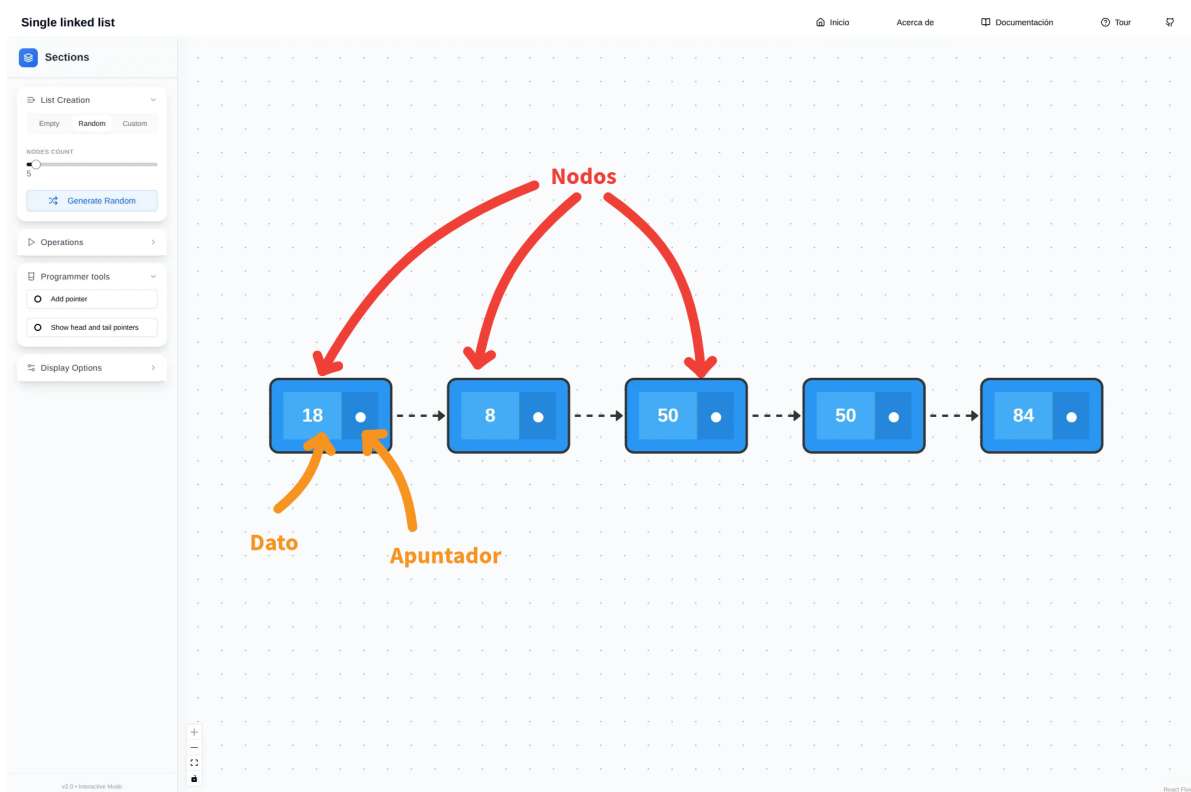 Single linked list
Inicio
Acerca de
Documentación
Tour
Sections
List Creation
Empty Random Custom
NODES COUNT
5
Generate Random
Operations
Programmer tools
Add pointer
Show head and tail pointers
Display Options
Nodos
18 8 50 50 84
Dato
Apuntador
v2.0 • Interactive Mode
React Flow